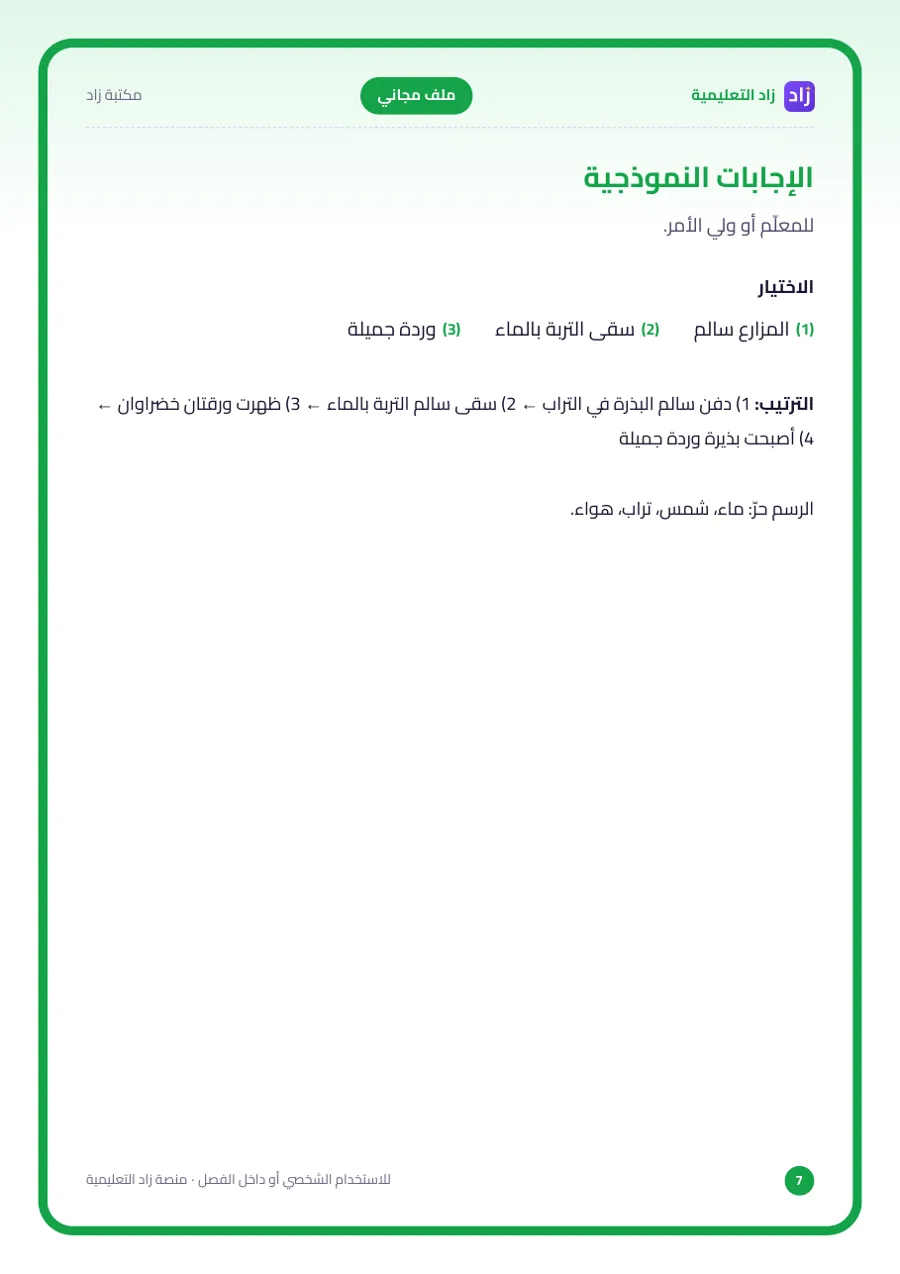 زاد
زاد التعليمية
ملف مجاني
مكتبة زاد
الإجابات النموذجية
للمعلّم أو ولي الأمر.
الاختيار
(1) المزارع سالم (2) سقى التربة بالماء (3) وردة جميلة
الترتيب: 1) دفن سالم البذرة في التراب ← 2) سقى سالم التربة بالماء ← 3) ظهرت ورقتان خضراوان ←
4) أصبحت بذيرة وردة جميلة
الرسم حرّ: ماء، شمس، تراب، هواء.
7
للاستخدام الشخصي أو داخل الفصل · منصة زاد التعليمية